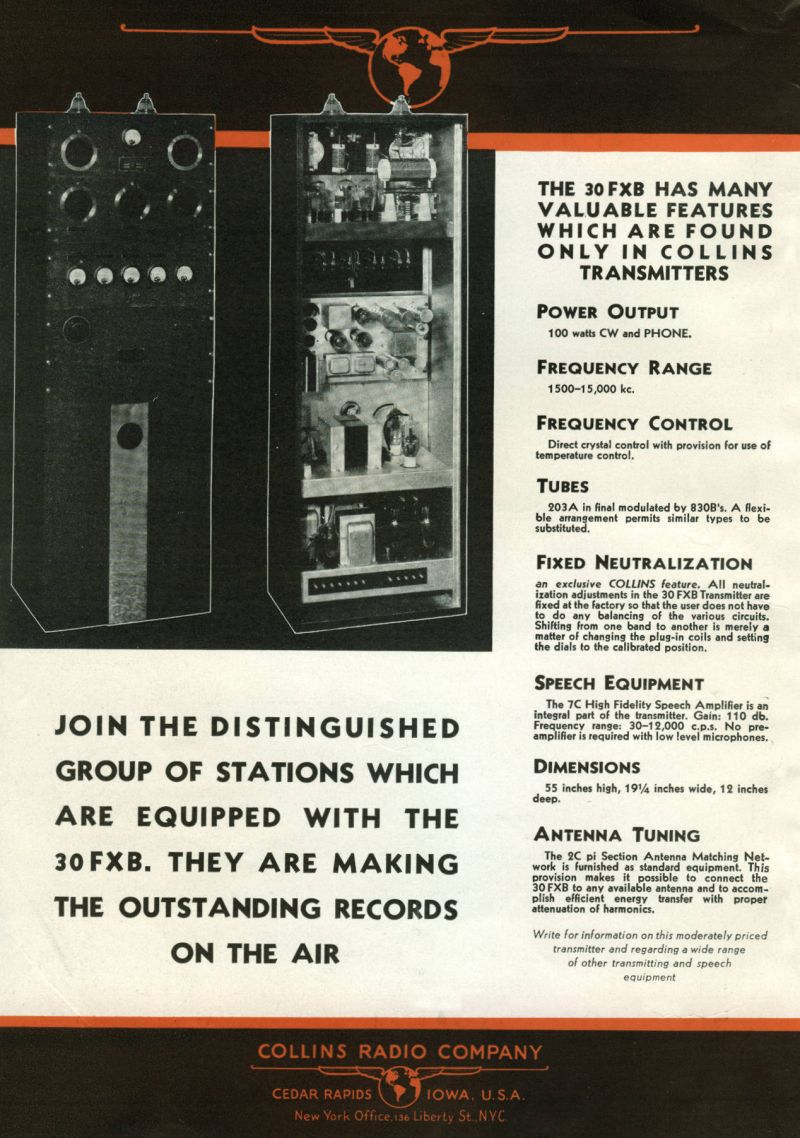 THE 30FXB HAS MANY
VALUABLE FEATURES
WHICH ARE FOUND
ONLY IN COLLINS
TRANSMITTERS
POWER OUTPUT
100 watts CW and PHONE.
FREQUENCY RANGE
1500–15,000 kc.
FREQUENCY CONTROL
Direct crystal control with provision for use of
temperature control.
TUBES
203A in final modulated by 830B's. A flexi-
ble arrangement permits similar types to be
substituted.
FIXED NEUTRALIZATION
an exclusive COLLINS feature. All neutral-
ization adjustments in the 30 FXB Transmitter are
fixed at the factory so that the user does not have
to do any balancing of the various circuits.
Shifting from one band to another is merely a
matter of changing the plug-in coils and setting
the dials to the calibrated position.
SPEECH EQUIPMENT
The 7C High Fidelity Speech Amplifier is an
integral part of the transmitter. Gain: 110 db.
Frequency range: 30–12,000 c.p.s. No pre-
amplifier is required with low level microphones.
DIMENSIONS
55 inches high, 19¼ inches wide, 12 inches
deep.
ANTENNA TUNING
The 2C pi Section Antenna Matching Net-
work is furnished as standard equipment. This
provision makes it possible to connect the
30FXB to any available antenna and to accom-
plish efficient energy transfer with proper
attenuation of harmonics.
Write for information on this moderately priced
transmitter and regarding a wide range
of other transmitting and speech
equipment
JOIN THE DISTINGUISHED
GROUP OF STATIONS WHICH
ARE EQUIPPED WITH THE
30FXB. THEY ARE MAKING
THE OUTSTANDING RECORDS
ON THE AIR
COLLINS RADIO COMPANY
CEDAR RAPIDS IOWA, U.S.A.
New York Office, 136 Liberty St., N.Y.C.